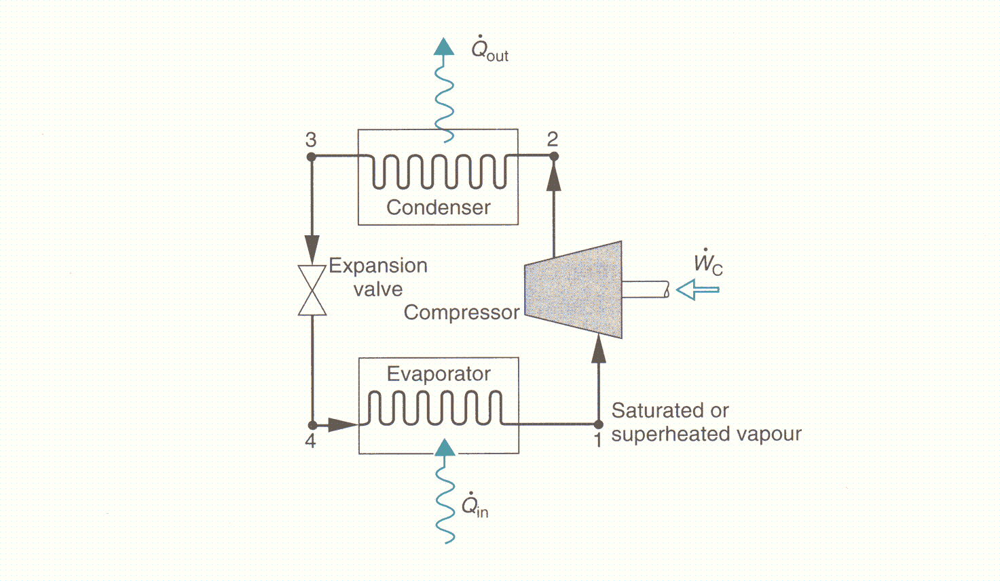 Q̇out
3
2
Condenser
Expansion
valve
ẆC
Compressor
Evaporator
Saturated or
superheated vapour
4
1
Q̇in